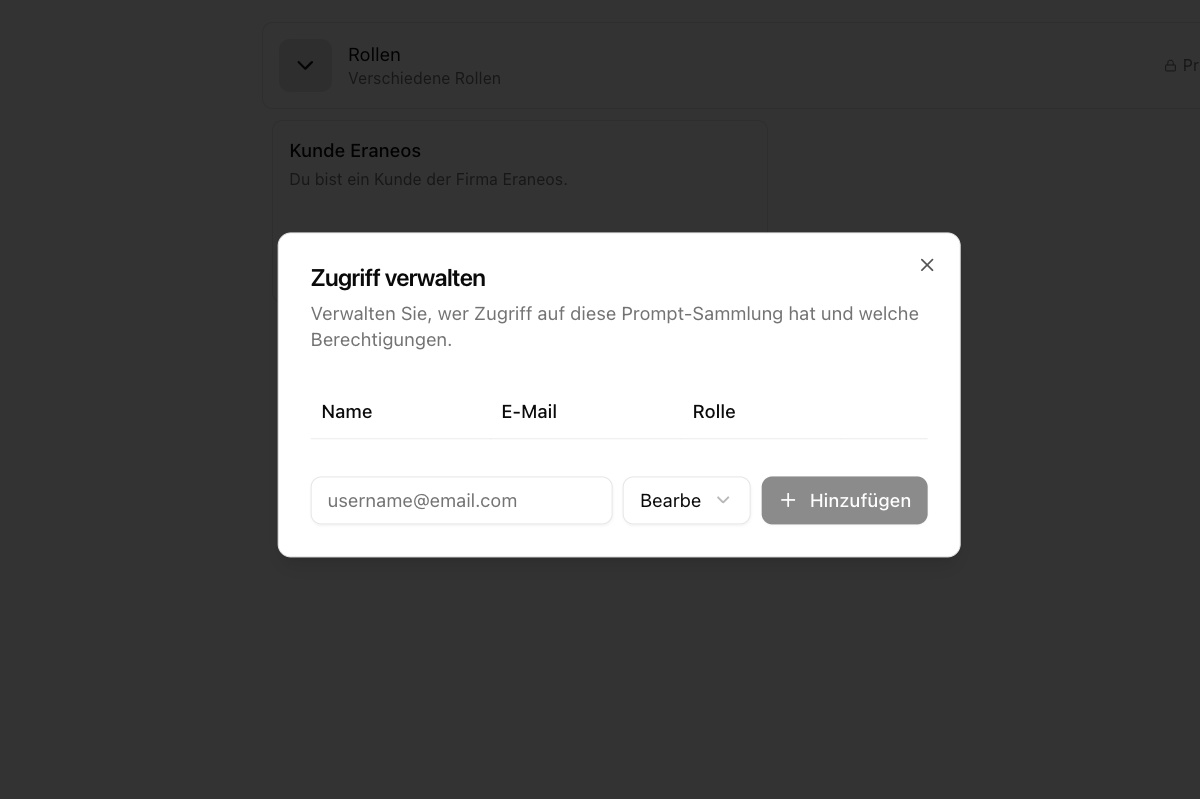 Rollen
Verschiedene Rollen
Pr
Kunde Eraneos
Du bist ein Kunde der Firma Eraneos.
Zugriff verwalten
Verwalten Sie, wer Zugriff auf diese Prompt-Sammlung hat und welche
Berechtigungen.
Name E-Mail Rolle
username@email.com Bearbe Hinzufügen